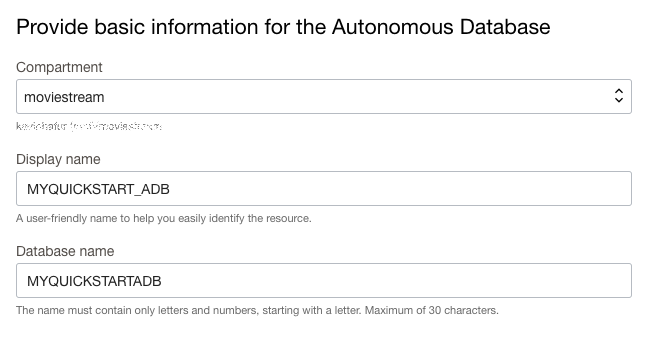 Provide basic information for the Autonomous Database
Compartment
moviestream
Display name
MYQUICKSTART_ADB
A user-friendly name to help you easily identify the resource.
Database name
MYQUICKSTARTADB
The name must contain only letters and numbers, starting with a letter. Maximum of 30 characters.